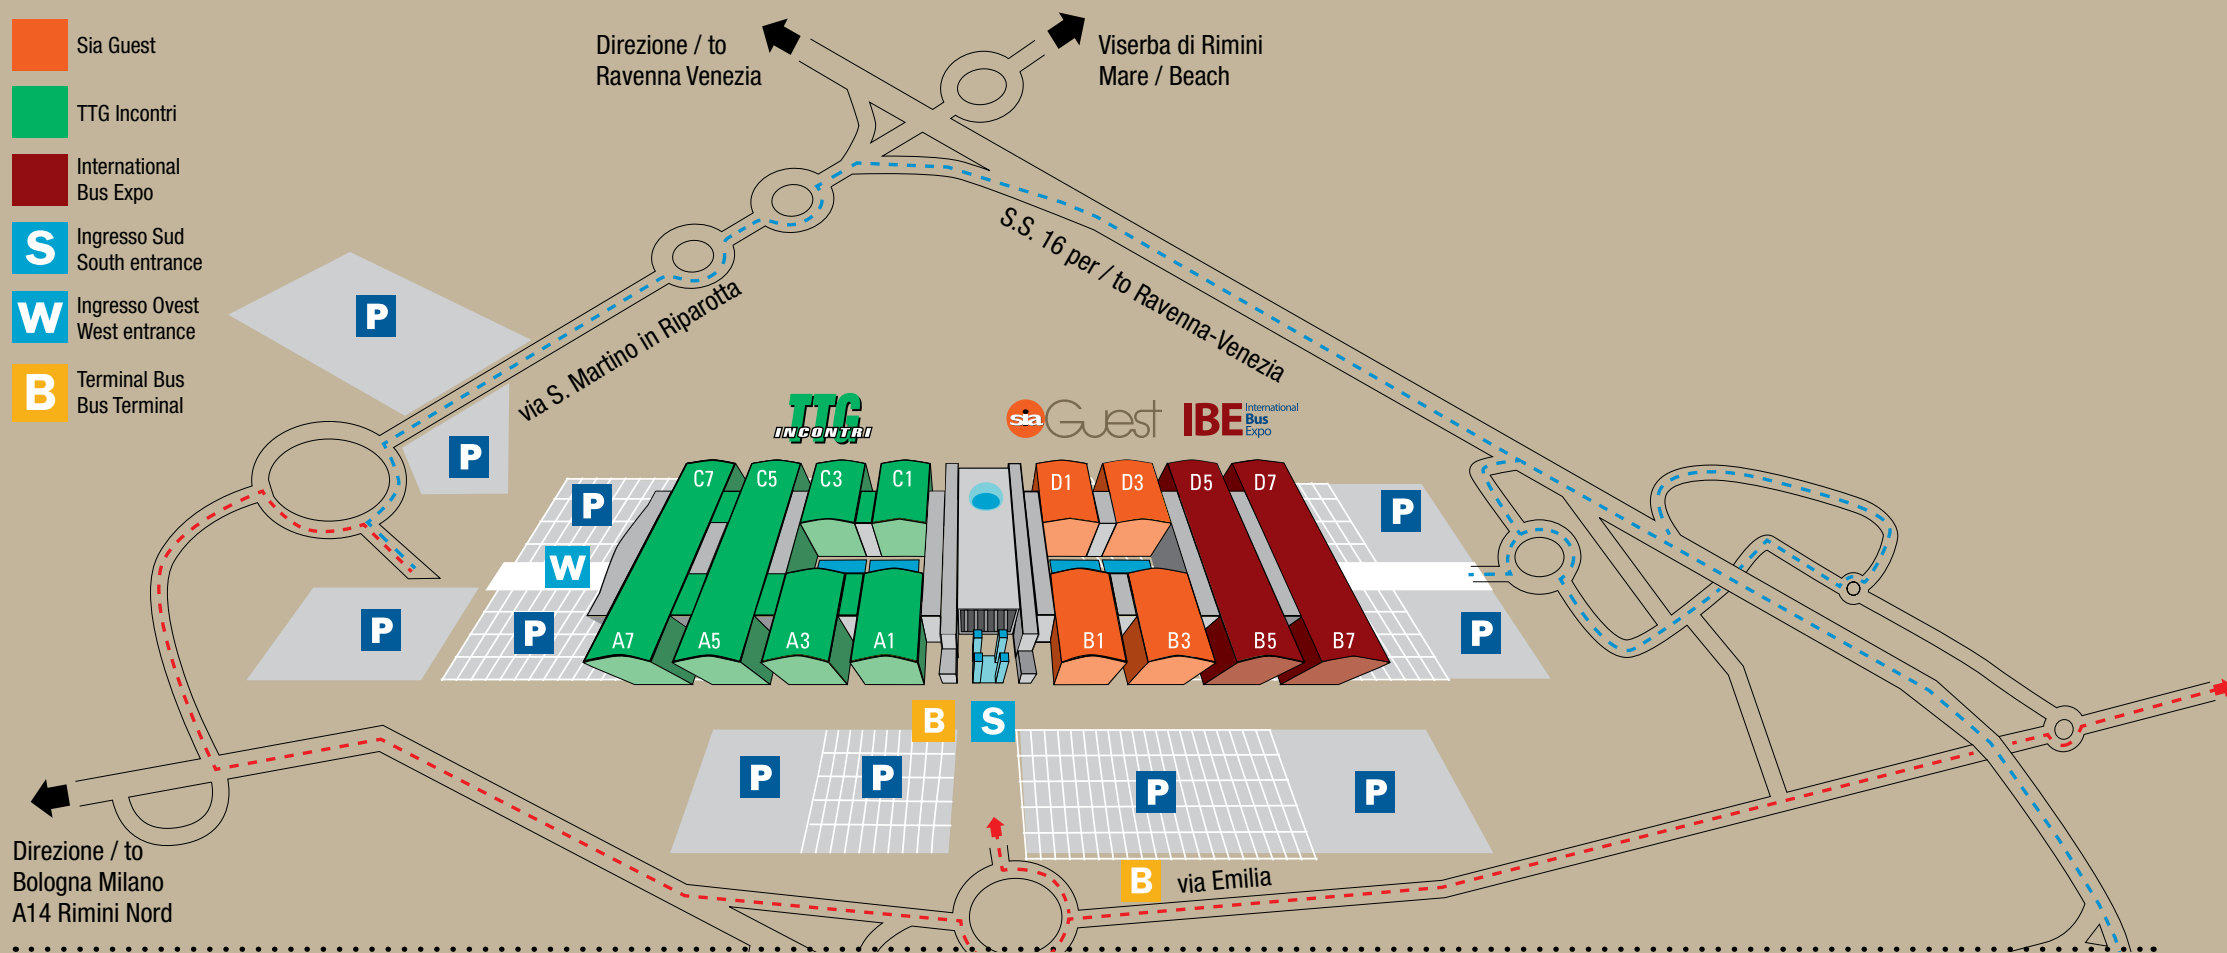 Sia Guest
TTG Incontri
International
Bus Expo
S
Ingresso Sud
South entrance
W
Ingresso Ovest
West entrance
B
Terminal Bus
Bus Terminal
Direzione / to
Ravenna Venezia
Viserba di Rimini
Mare / Beach
S.S. 16 per / to Ravenna-Venezia
via S. Martino in Riparotta
P
P
TTG
INCONTRI
sia Guest
IBE International
Bus
Expo
C7 C5 C3 C1 D1 D3 D5 D7
P
P
W
P
P
P
A7 A5 A3 A1 B1 B3 B5 B7
B S
P
P
P
P
B via Emilia
Direzione / to
Bologna Milano
A14 Rimini Nord